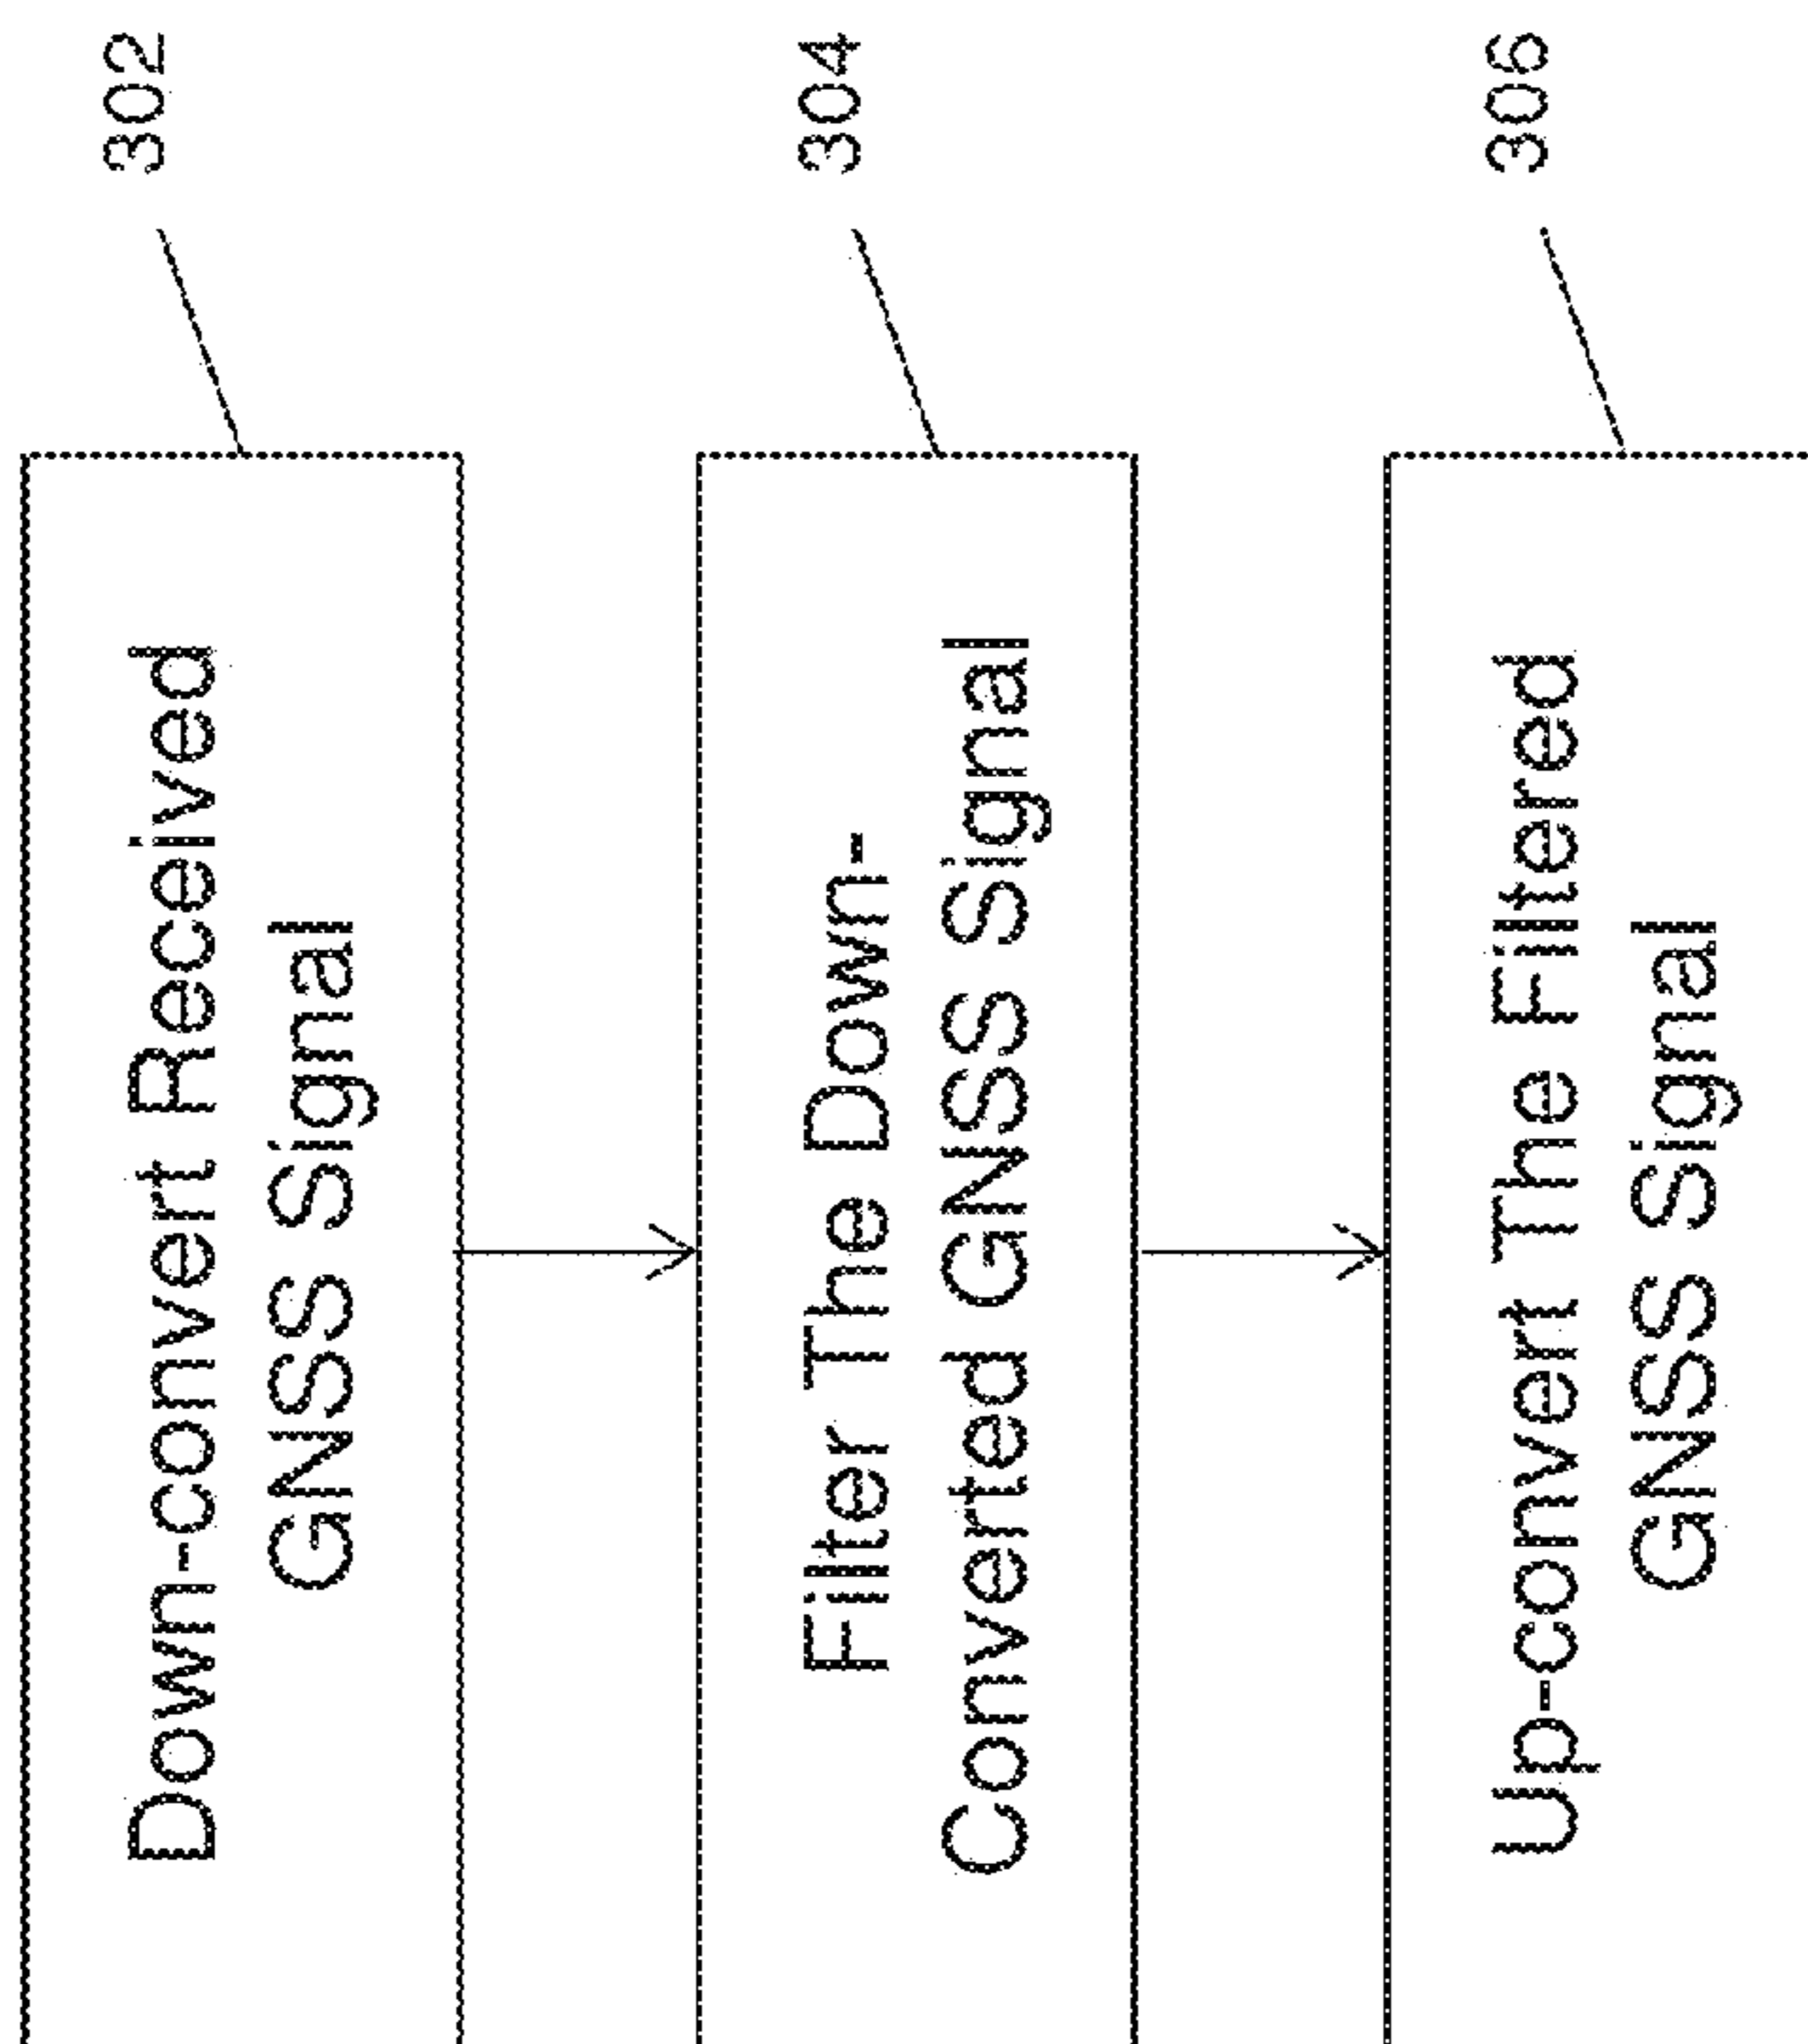 Down-convert Received
GNSS Signal
302
Filter The Down-
Converted GNSS Signal
304
Up-convert The Filtered
GNSS Signal
306